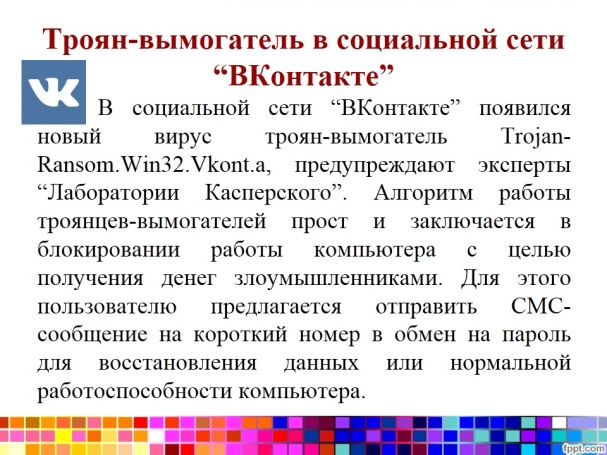 Троян-вымогатель в социальной сети
“ВКонтакте”
В социальной сети “ВКонтакте” появился
новый вирус троян-вымогатель Trojan-
Ransom.Win32.Vkont.a, предупреждают эксперты
“Лаборатории Касперского”. Алгоритм работы
троянцев-вымогателей прост и заключается в
блокировании работы компьютера с целью
получения денег злоумышленниками. Для этого
пользователю предлагается отправить СМС-
сообщение на короткий номер в обмен на пароль
для восстановления данных или нормальной
работоспособности компьютера.
fppt.com